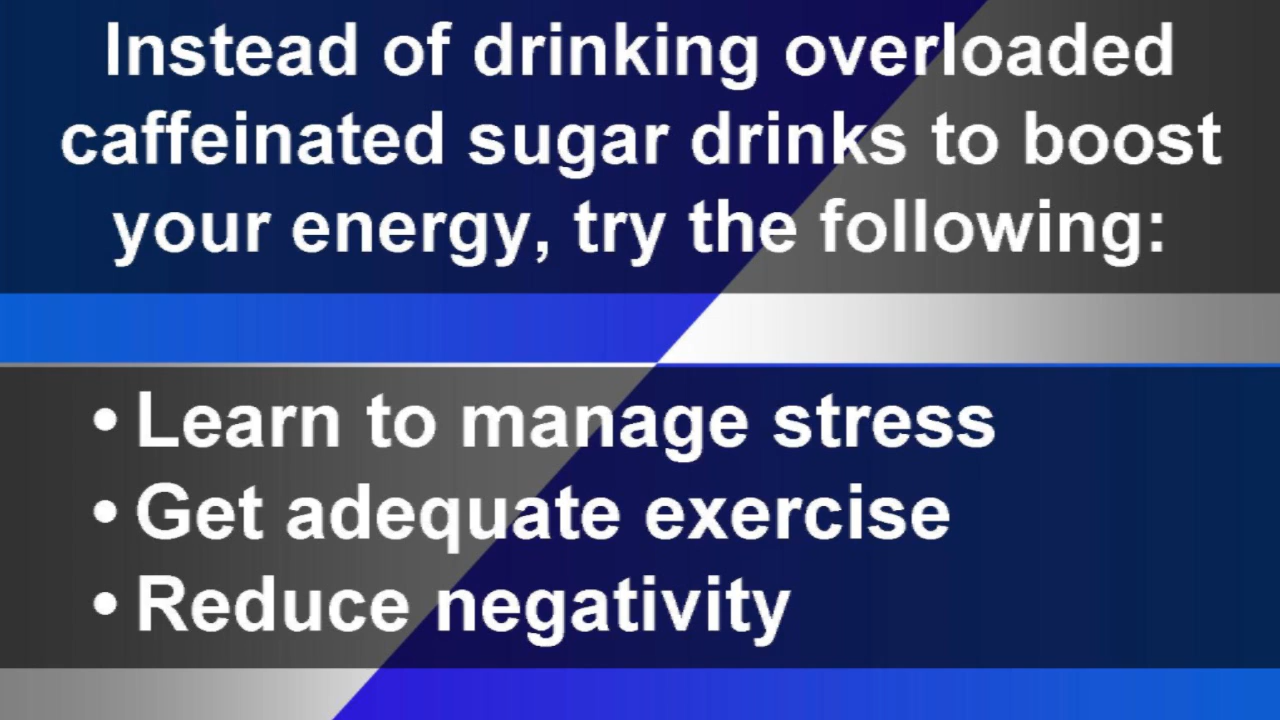 Instead of drinking overloaded
caffeinated sugar drinks to boost
your energy, try the following:
• Learn to manage stress
• Get adequate exercise
• Reduce negativity